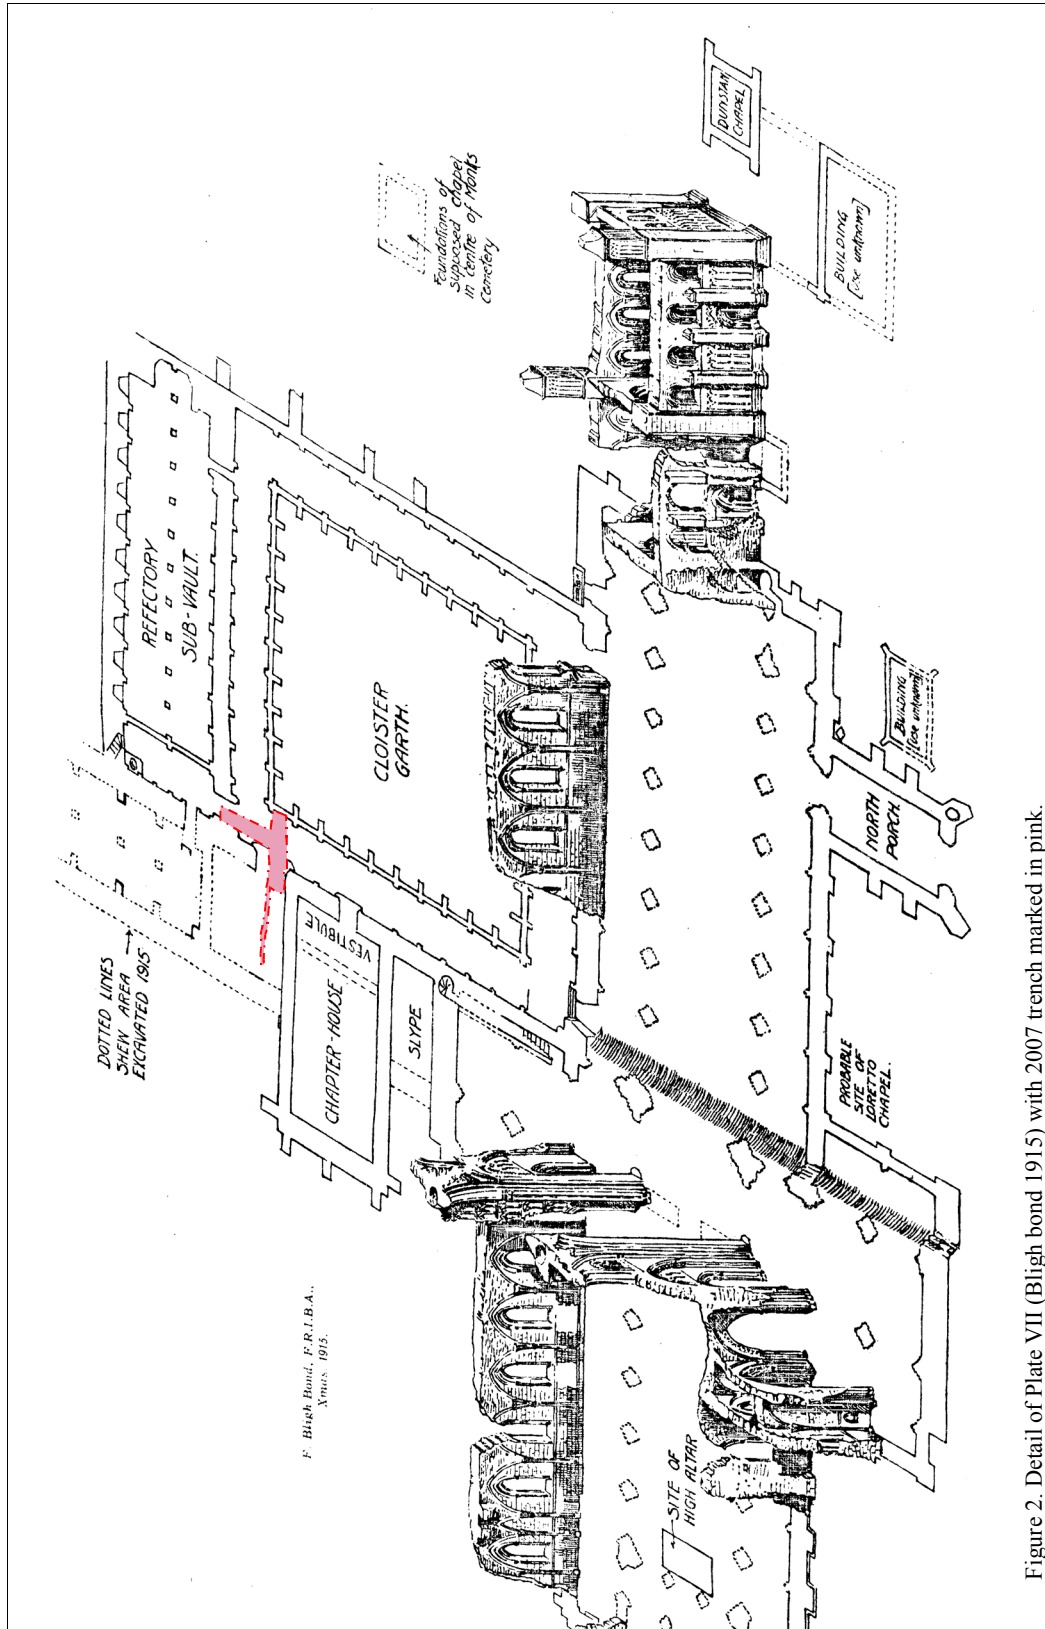 DUNSTAN
CHAPEL
BUILDING
[Use unknown]
Foundations of
Supposed chapel
in Centre of Monks
Cemetery
REFECTORY
SUB-VAULT.
CLOISTER
GARTH.
BUILDING
[Use unknown]
NORTH
PORCH.
DOTTED LINES
SHEW AREA
EXCAVATED 1915
VESTIBULE
CHAPTER-HOUSE
SLYPE
PROBABLE
SITE OF
LORETTO
CHAPEL.
F. Bligh Bond, F.R.I.B.A.,
Xmas, 1915.
SITE OF
HIGH ALTAR
Figure 2. Detail of Plate VII (Bligh bond 1915) with 2007 trench marked in pink.